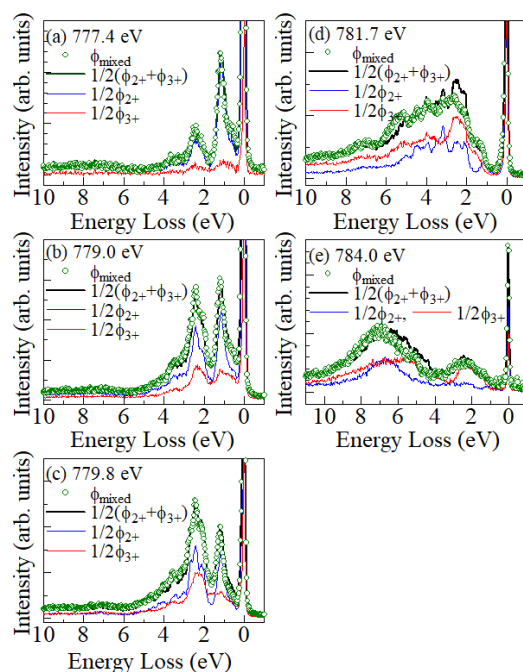 (a) 777.4 eV
ϕmixed
1/2(ϕ2++ϕ3+)
1/2ϕ2+
1/2ϕ3+
Intensity (arb. units)
10 8 6 4 2 0
Energy Loss (eV)
(b) 779.0 eV
ϕmixed
1/2(ϕ2++ϕ3+)
1/2ϕ2+
1/2ϕ3+
Intensity (arb. units)
10 8 6 4 2 0
Energy Loss (eV)
(c) 779.8 eV
ϕmixed
1/2(ϕ2++ϕ3+)
1/2ϕ2+
1/2ϕ3+
Intensity (arb. units)
10 8 6 4 2 0
Energy Loss (eV)
(d) 781.7 eV
ϕmixed
1/2(ϕ2++ϕ3+)
1/2ϕ2+
1/2ϕ3+
Intensity (arb. units)
10 8 6 4 2 0
Energy Loss (eV)
(e) 784.0 eV
ϕmixed
1/2(ϕ2++ϕ3+)
1/2ϕ2+, 1/2ϕ3+
Intensity (arb. units)
10 8 6 4 2 0
Energy Loss (eV)